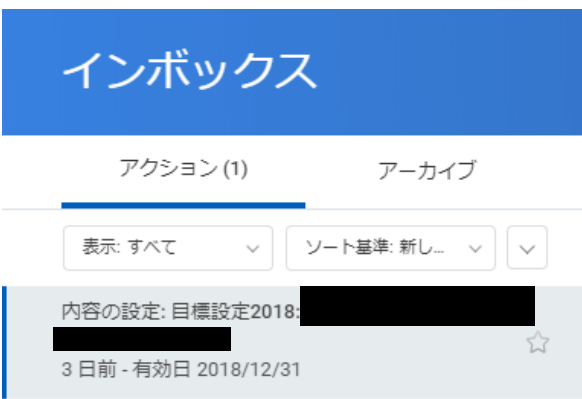 インボックス
アクション (1)
アーカイブ
表示: すべて
ソート基準: 新し...
内容の設定: 目標設定2018:
3 日前 - 有効日 2018/12/31